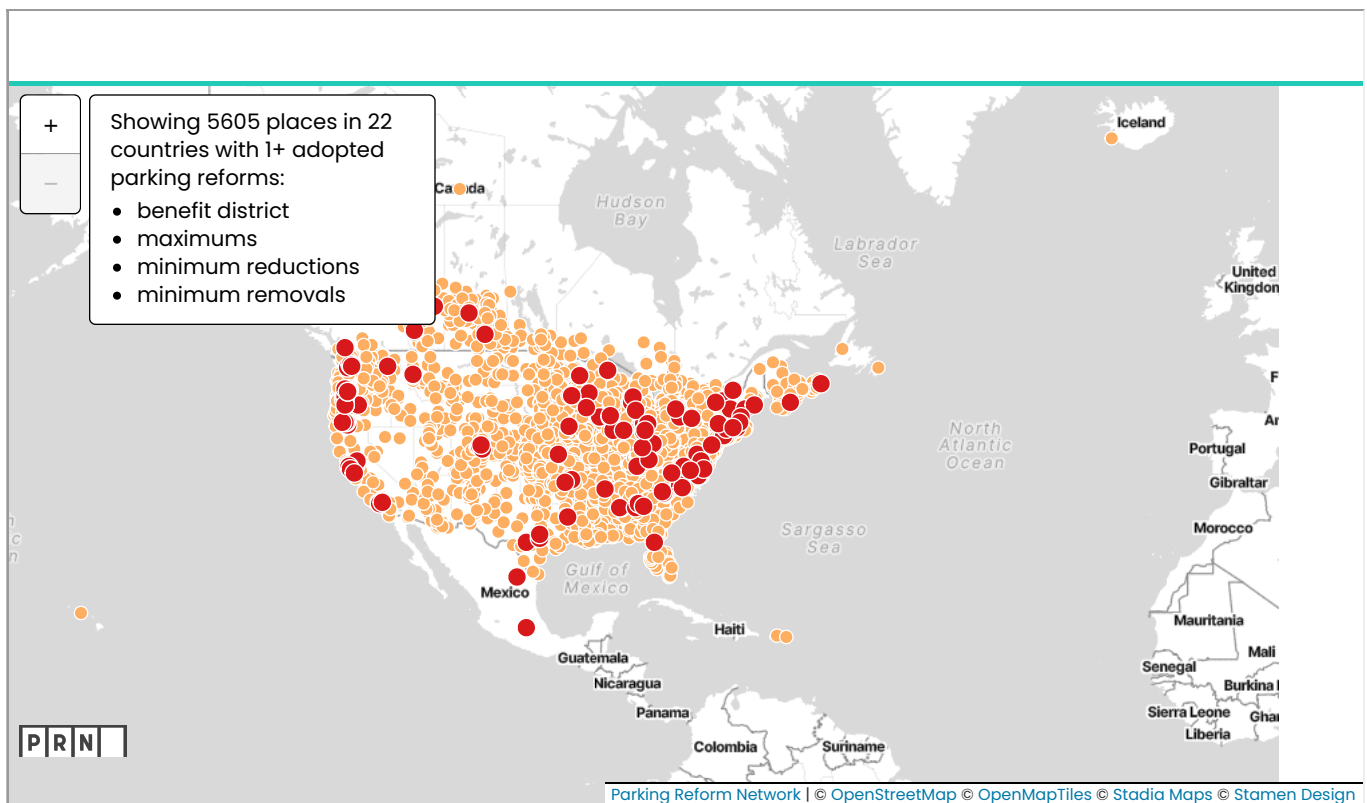 +
−
Showing 5605 places in 22
countries with 1+ adopted
parking reforms:
• benefit district
• maximums
• minimum reductions
• minimum removals
Iceland
Hudson
Bay
Labrador
Sea
United
North
Atlantic
Ocean
Portugal
Gibraltar
Morocco
Sargasso
Sea
Gulf of
Mexico
Mexico
Mauritania
Haiti
Guatemala
Mali
Senegal
Nicaragua
Burkina
Panama
Sierra Leone
Liberia
Colombia
Suriname
PRN
Parking Reform Network | © OpenStreetMap © OpenMapTiles © Stadia Maps © Stamen Design